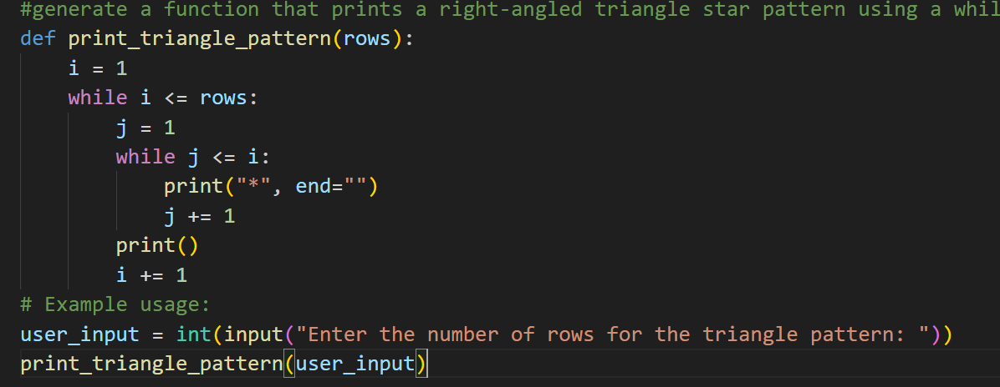 #generate a function that prints a right-angled triangle star pattern using a
def print_triangle_pattern(rows):
    i = 1
    while i <= rows:
        j = 1
        while j <= i:
            print("*", end="")
            j += 1
        print()
        i += 1
# Example usage:
user_input = int(input("Enter the number of rows for the triangle pattern: "))
print_triangle_pattern(user_input)